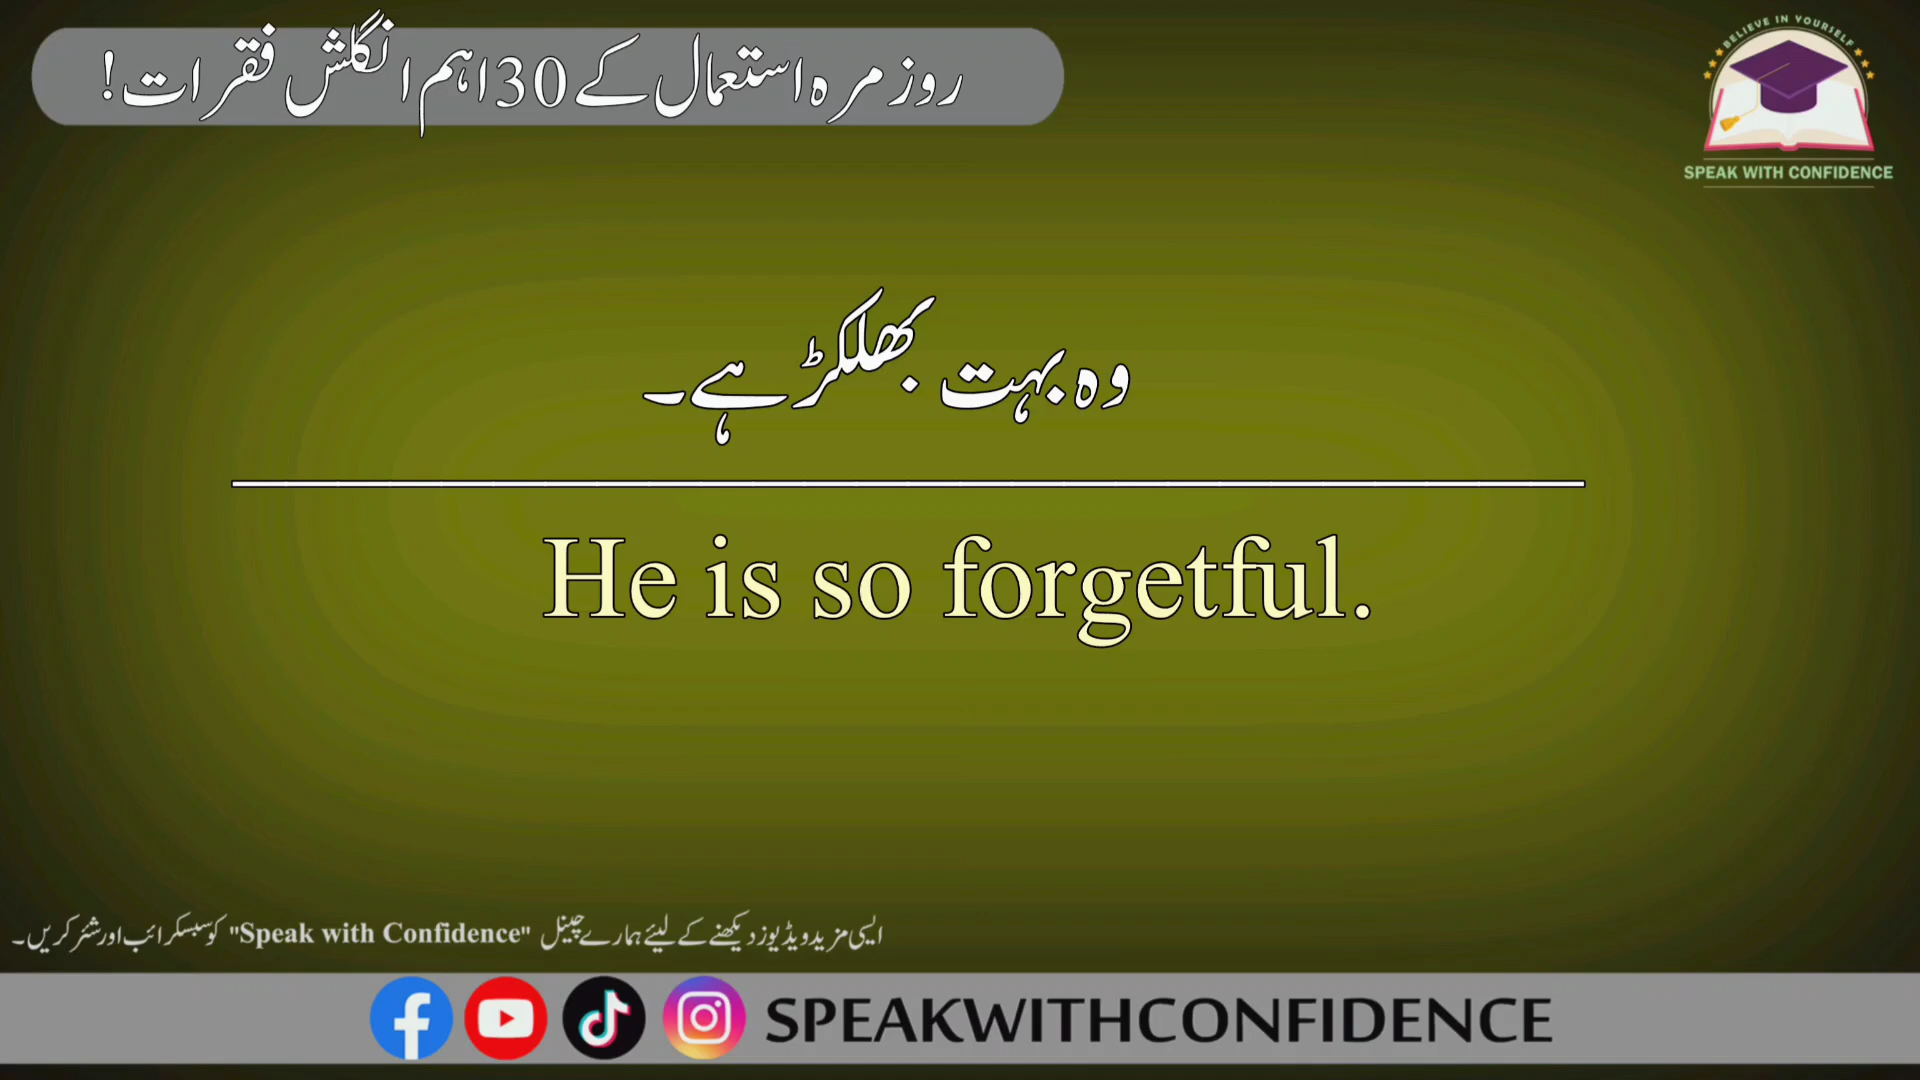 روزمرہ استعمال کے 30 اہم انگلش فقرات!
BELIEVE IN YOURSELF
SPEAK WITH CONFIDENCE
وہ بہت بھلکڑ ہے۔
He is so forgetful.
ایسی مزید ویڈیوز دیکھنے کے لیئے ہمارے چینل "Speak with Confidence" کو سبسکرائب اور شئر کریں۔
SPEAKWITHCONFIDENCE